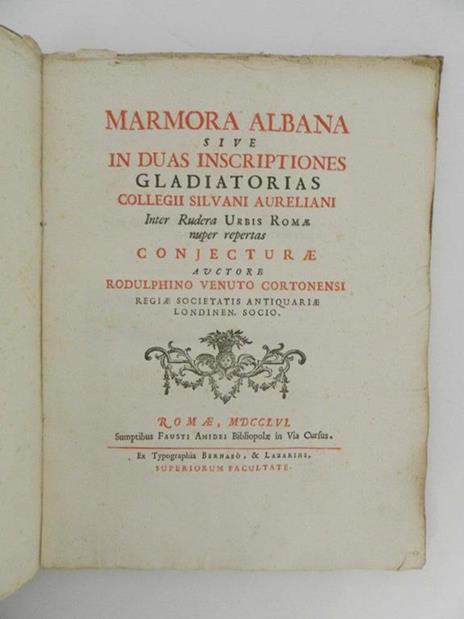 MARMORA ALBANA
SIVE
IN DUAS INSCRIPTIONES
GLADIATORIAS
COLLEGII SILVANI AURELIANI
Inter Rudera URBIS ROMÆ
nuper repertas
CONJECTURÆ
AUCTORE
RODULPHINO VENUTO CORTONENSI
REGIÆ SOCIETATIS ANTIQUARIÆ
LONDINEN. SOCIO.
ROMÆ, MDCCLVI.
Sumptibus FAUSTI AMIDEI Bibliopolæ in Via Cursus.
Ex Typographia BERNABÒ, & LAZARINI,
SUPERIORUM FACULTATE.